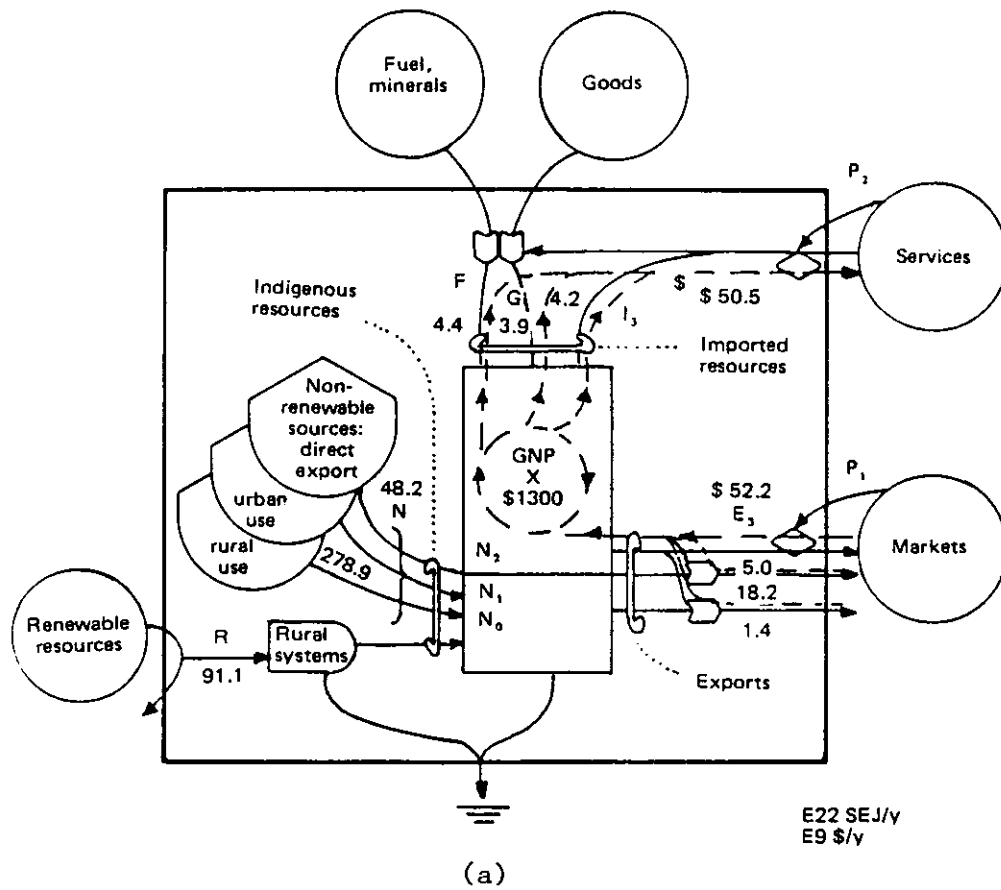 Fuel,
minerals
Goods
P₂
Services
Indigenous
resources
F
G
4.2
$ $ 50.5
4.4
3.9
I₃
Imported
resources
Non-
renewable
sources:
direct
export
urban
use
rural
use
48.2
N
278.9
GNP
X
$1300
P₁
$ 52.2
E₃
Markets
N₂
5.0
N₁
18.2
N₀
1.4
Renewable
resources
R
91.1
Rural
systems
Exports
E22 SEJ/y
E9 $/y
(a)